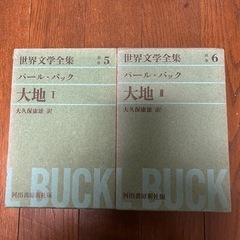 世界文学全集
5
パール・バック
大地 I
大久保康雄 訳
BUCK
河出書房新社版
世界文学全集
6
パール・バック
大地 II
大久保康雄 訳
BUCK
河出書房新社版